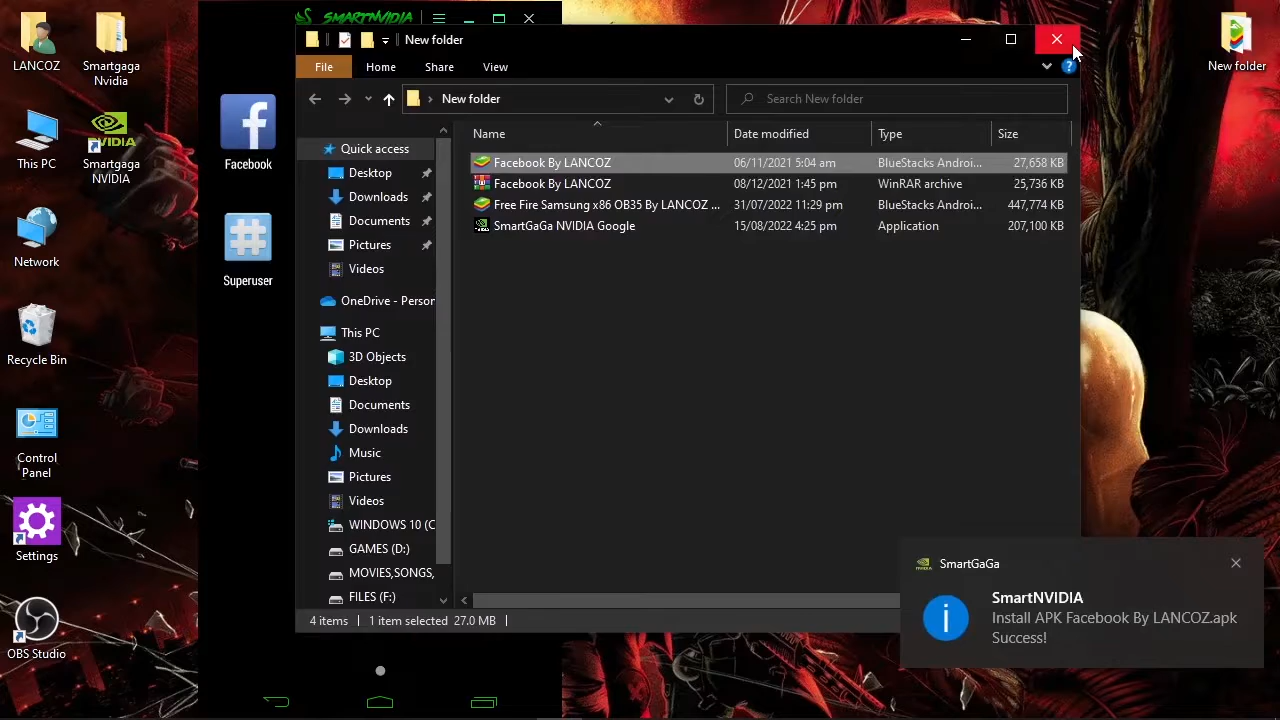 LANCOZ
Smartgaga
Nvidia
This PC
NVIDIA
Smartgaga
NVIDIA
Network
Recycle Bin
Control
Panel
Settings
OBS Studio
SMARTNVIDIA
Facebook
Superuser
New folder
File
Home
Share
View
New folder
Search New folder
Name
Date modified
Type
Size
Quick access
Desktop
Downloads
Documents
Pictures
Videos
OneDrive - Persor
This PC
3D Objects
Desktop
Documents
Downloads
Music
Pictures
Videos
WINDOWS 10 (C
GAMES (D:)
MOVIES,SONGS,
FILES (F:)
Facebook By LANCOZ 06/11/2021 5:04 am BlueStacks Androi... 27,658 KB
Facebook By LANCOZ 08/12/2021 1:45 pm WinRAR archive 25,736 KB
Free Fire Samsung x86 OB35 By LANCOZ ... 31/07/2022 11:29 pm BlueStacks Androi... 447,774 KB
SmartGaGa NVIDIA Google 15/08/2022 4:25 pm Application 207,100 KB
4 items
1 item selected 27.0 MB
New folder
SmartGaGa
SmartNVIDIA
Install APK Facebook By LANCOZ.apk
Success!